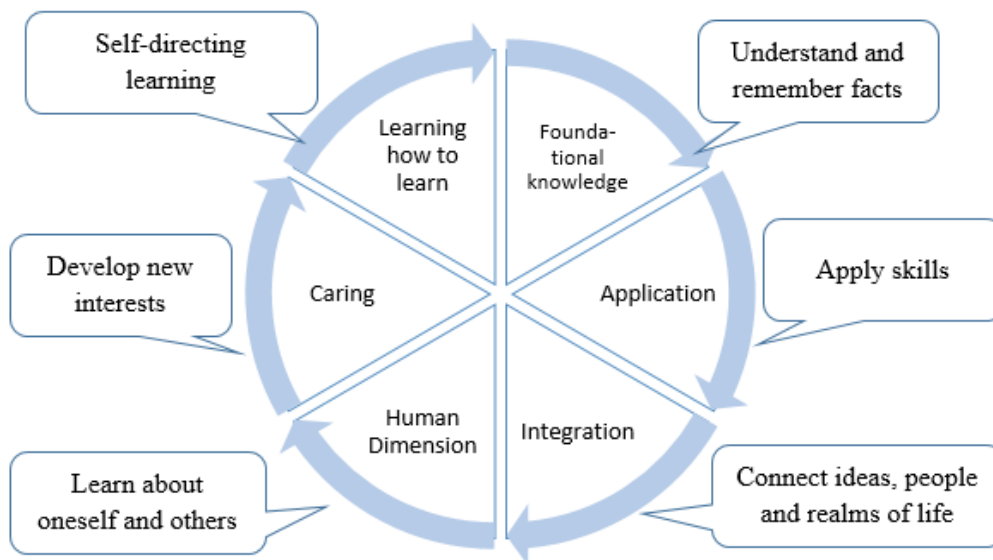 Self-directing
learning
Understand and
remember facts
Learning
how to
learn
Founda-
tional
knowledge
Develop new
interests
Caring
Application
Apply skills
Human
Dimension
Integration
Learn about
oneself and others
Connect ideas, people
and realms of life